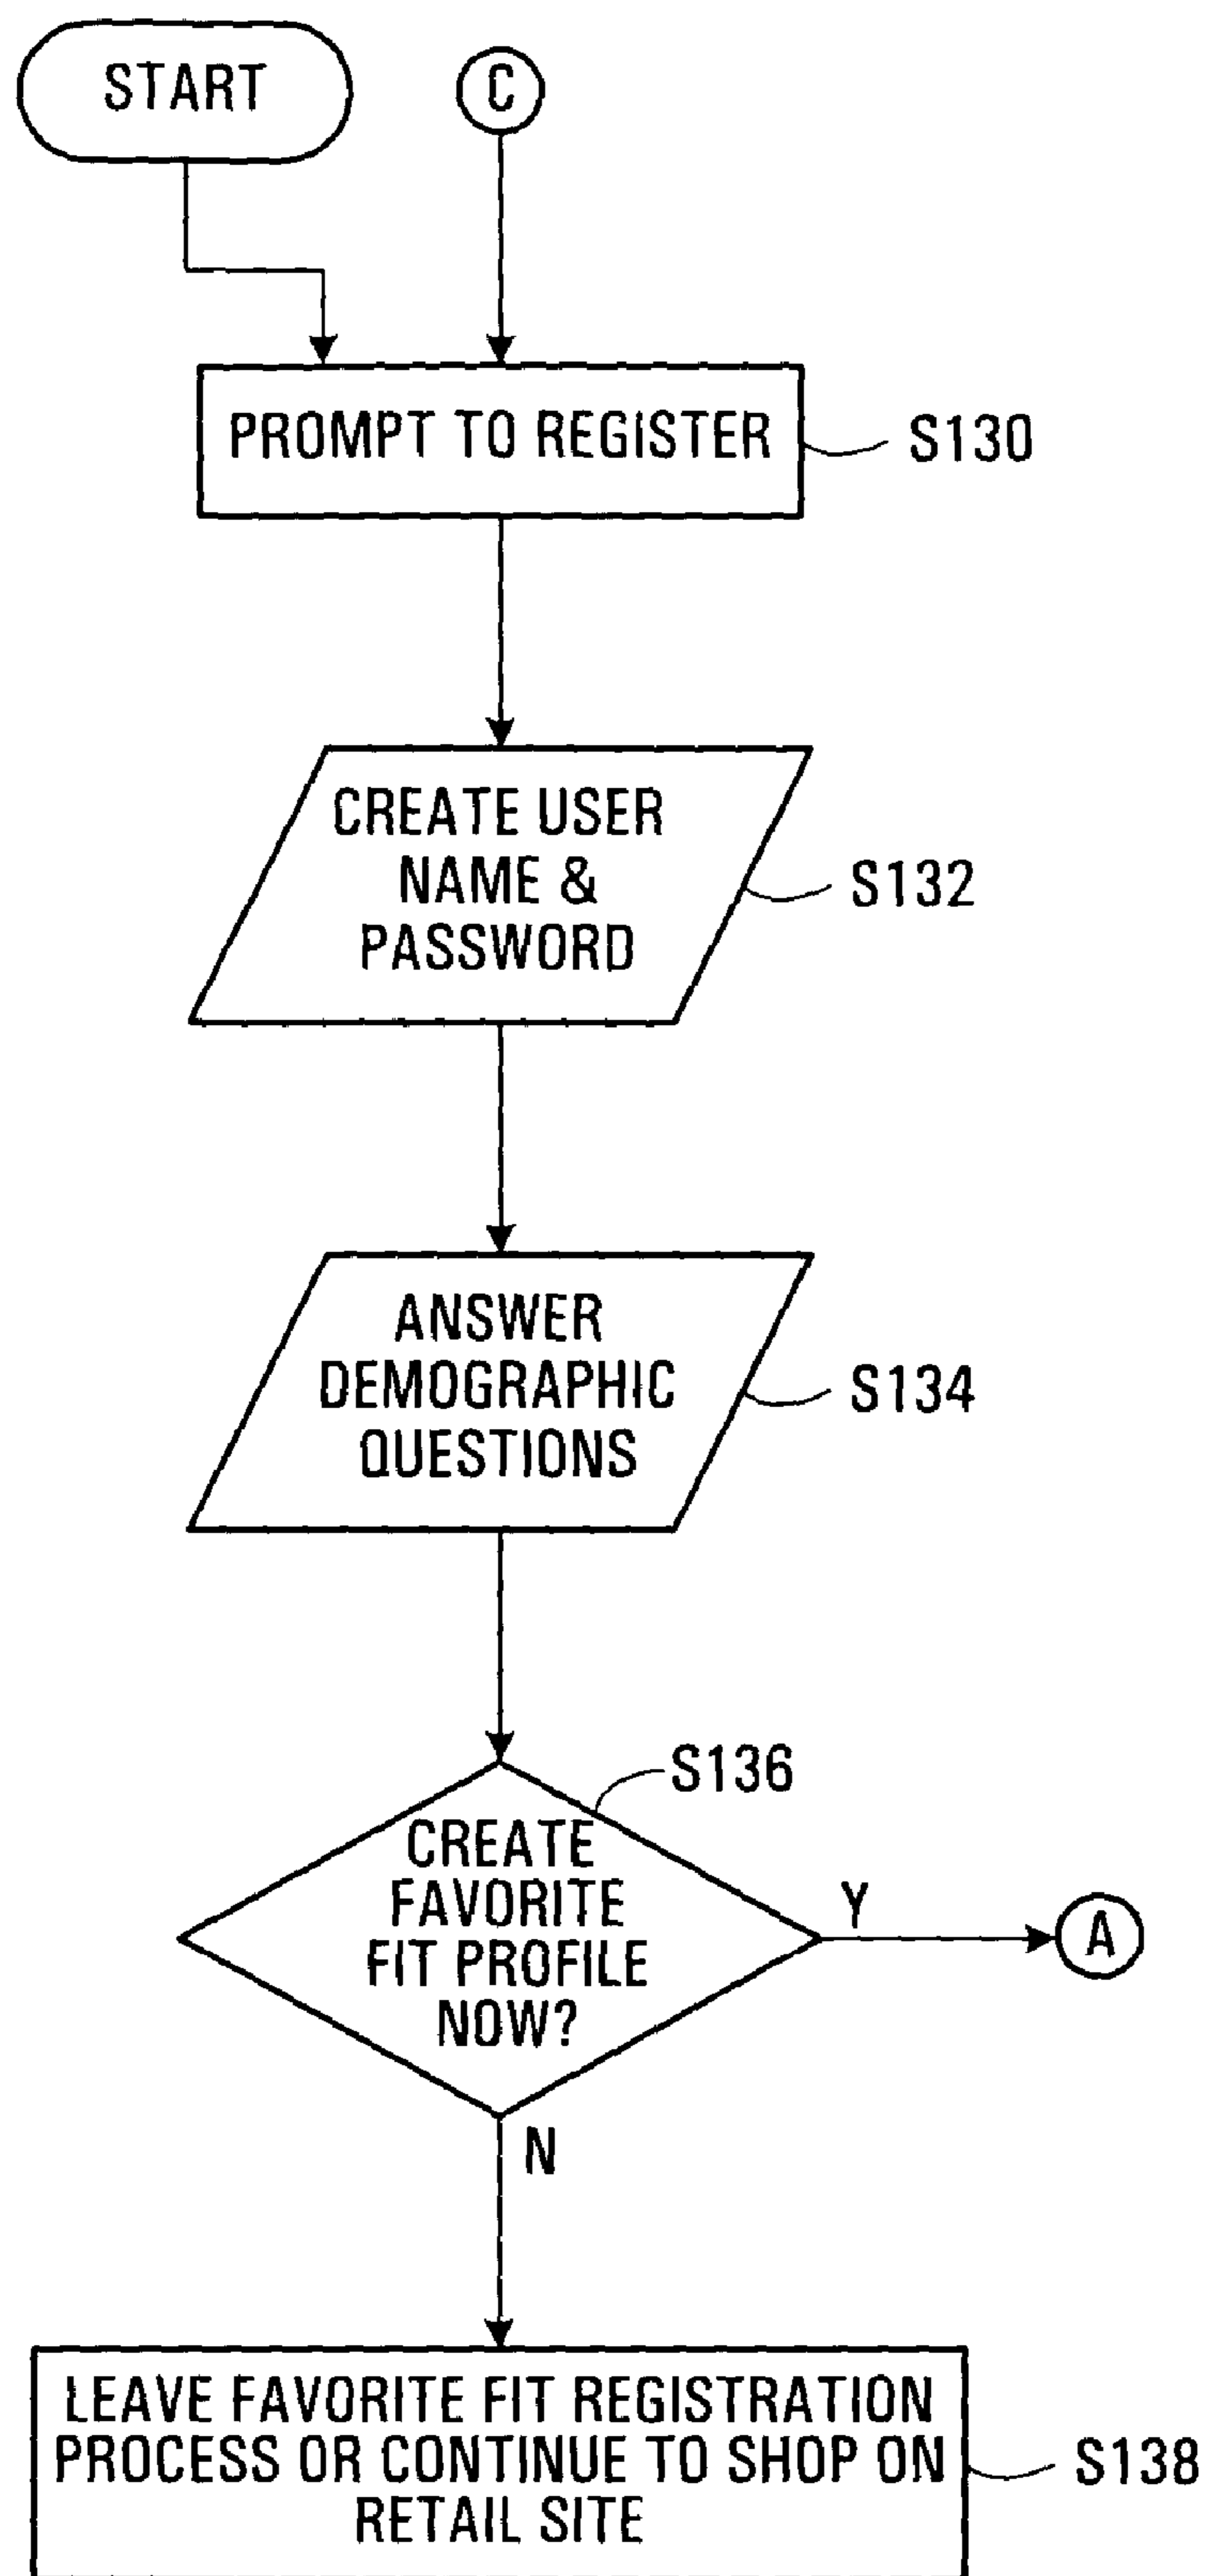 START
C
PROMPT TO REGISTER
S130
CREATE USER
NAME &
PASSWORD
S132
ANSWER
DEMOGRAPHIC
QUESTIONS
S134
S136
CREATE
FAVORITE
FIT PROFILE
NOW?
Y
A
N
LEAVE FAVORITE FIT REGISTRATION
PROCESS OR CONTINUE TO SHOP ON
RETAIL SITE
S138